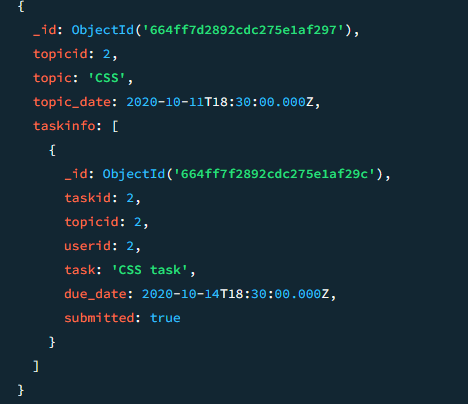 {
  _id: ObjectId('664ff7d2892cdc275e1af297'),
  topicid: 2,
  topic: 'CSS',
  topic_date: 2020-10-11T18:30:00.000Z,
  taskinfo: [
    {
      _id: ObjectId('664ff7f2892cdc275e1af29c'),
      taskid: 2,
      topicid: 2,
      userid: 2,
      task: 'CSS task',
      due_date: 2020-10-14T18:30:00.000Z,
      submitted: true
    }
  ]
}